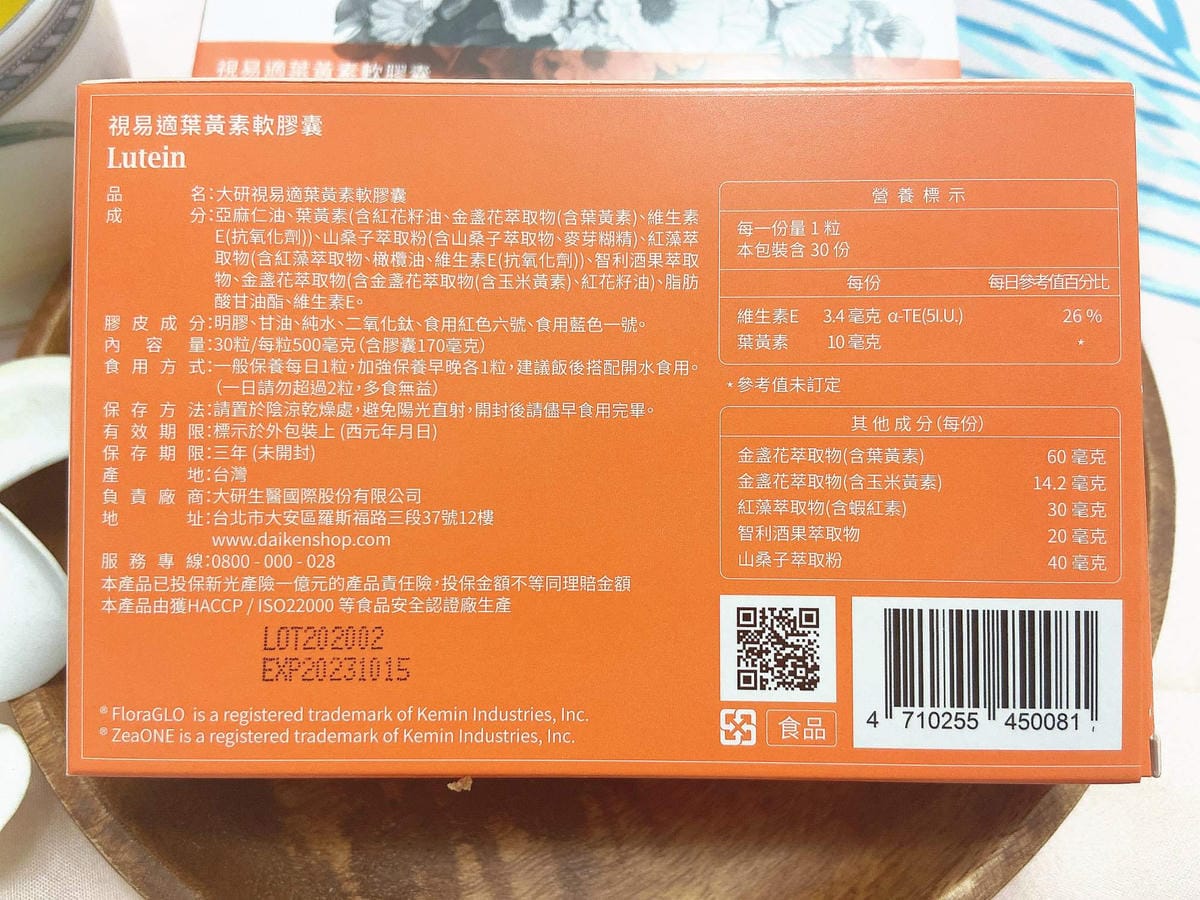 視易適葉黃素軟膠囊
視易適葉黃素軟膠囊
Lutein
品名:大研視易適葉黃素軟膠囊
成分:亞麻仁油、葉黃素(含紅花籽油、金盞花萃取物(含葉黃素)、維生素
E(抗氧化劑))、山桑子萃取粉(含山桑子萃取物、麥芽糊精)、紅藻萃
取物(含紅藻萃取物、橄欖油、維生素E(抗氧化劑))、智利酒果萃取
物、金盞花萃取物(含金盞花萃取物(含玉米黃素)、紅花籽油)、脂肪
酸甘油酯、維生素E。
膠皮成分:明膠、甘油、純水、二氧化鈦、食用紅色六號、食用藍色一號。
內容量:30粒/每粒500毫克(含膠囊170毫克)
食用方式:一般保養每日1粒,加強保養早晚各1粒,建議飯後搭配開水食用。
(一日請勿超過2粒,多食無益)
保存方法:請置於陰涼乾燥處,避免陽光直射,開封後請儘早食用完畢。
有效期限:標示於外包裝上 (西元年月日)
保存期限:三年 (未開封)
產地:台灣
負責廠商:大研生醫國際股份有限公司
地址:台北市大安區羅斯福路三段37號12樓
www.daikenshop.com
服務專線:0800 - 000 - 028
本產品已投保新光產險一億元的產品責任險,投保金額不等同理賠金額
本產品由獲HACCP / ISO22000 等食品安全認證廠生產
LOT202002
EXP20231015
® FloraGLO is a registered trademark of Kemin Industries, Inc.
® ZeaONE is a registered trademark of Kemin Industries, Inc.
營養標示
每一份量 1 粒
本包裝含 30 份
每份 每日參考值百分比
維生素E 3.4 毫克 α-TE(5I.U.) 26 %
葉黃素 10 毫克 *
* 參考值未訂定
其他成分(每份)
金盞花萃取物(含葉黃素) 60 毫克
金盞花萃取物(含玉米黃素) 14.2 毫克
紅藻萃取物(含蝦紅素) 30 毫克
智利酒果萃取物 20 毫克
山桑子萃取粉 40 毫克
食品
4 710255 450081